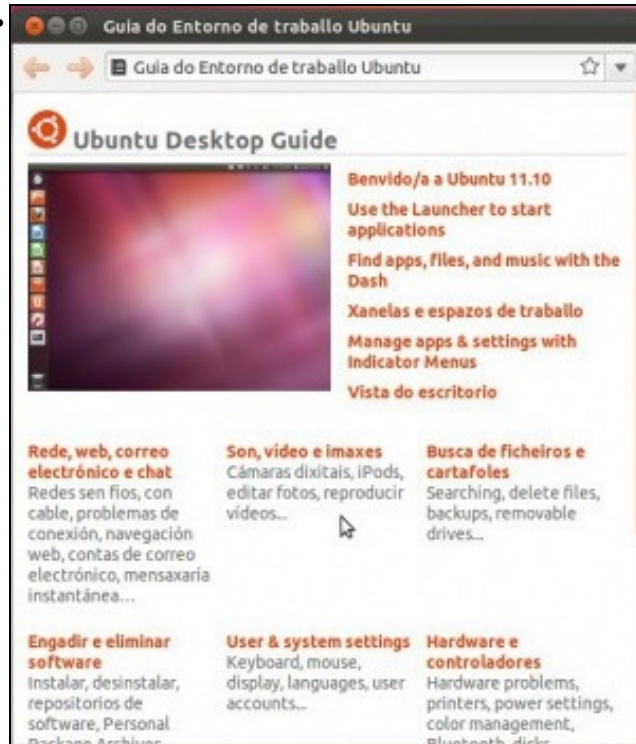 Guia do Entorno de traballo Ubuntu
Guia do Entorno de traballo Ubuntu
Ubuntu Desktop Guide
Benvido/a a Ubuntu 11.10
Use the Launcher to start
applications
Find apps, files, and music with the
Dash
Xanelas e espazos de traballo
Manage apps & settings with
Indicator Menus
Vista do escritorio
Rede, web, correo
electrónico e chat
Redes sen fíos, con
cable, problemas de
conexión, navegación
web, contas de correo
electrónico, mensaxaría
instantánea...
Son, vídeo e imaxes
Cámaras dixitais, iPods,
editar fotos, reproducir
vídeos...
Busca de ficheiros e
cartafoles
Searching, delete files,
backups, removable
drives...
Engadir e eliminar
software
Instalar, desinstalar,
repositorios de
software, Personal
Package Archives
User & system settings
Keyboard, mouse,
display, languages, user
accounts...
Hardware e
controladores
Hardware problems,
printers, power settings,
color management,
Bluetooth, disks